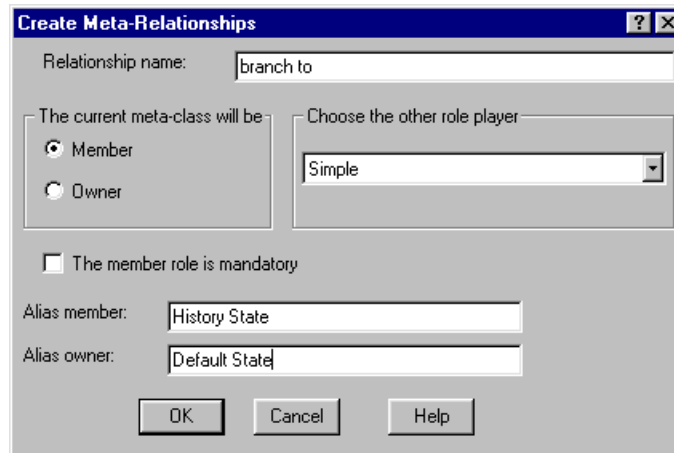 Create Meta-Relationships
Relationship name: branch to
The current meta-class will be
Member
Owner
Choose the other role player
Simple
The member role is mandatory
Alias member: History State
Alias owner: Default State
OK Cancel Help